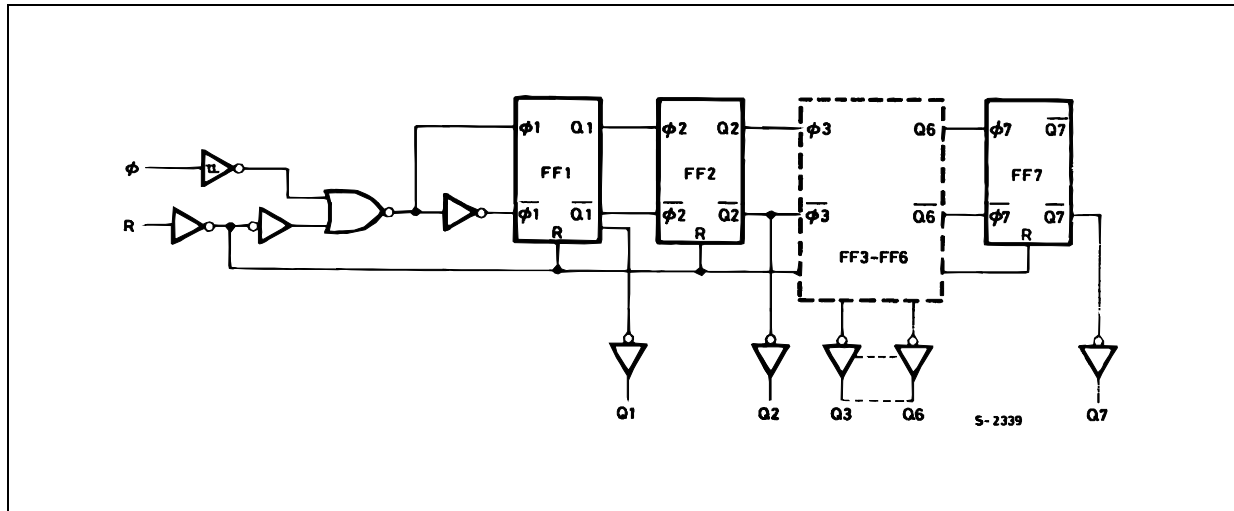 ϕ1 Q1 ϕ2 Q2 ϕ3 Q6 ϕ7 Q̅7̅
FF1 FF2 FF7
ϕ
ϕ̅1̅ Q̅1̅ ϕ̅2̅ Q̅2̅ ϕ̅3̅ Q̅6̅ ϕ̅7̅ Q̅7̅
R
R R R
FF3~FF6
Q1 Q2 Q3 Q6 Q7
S-2339